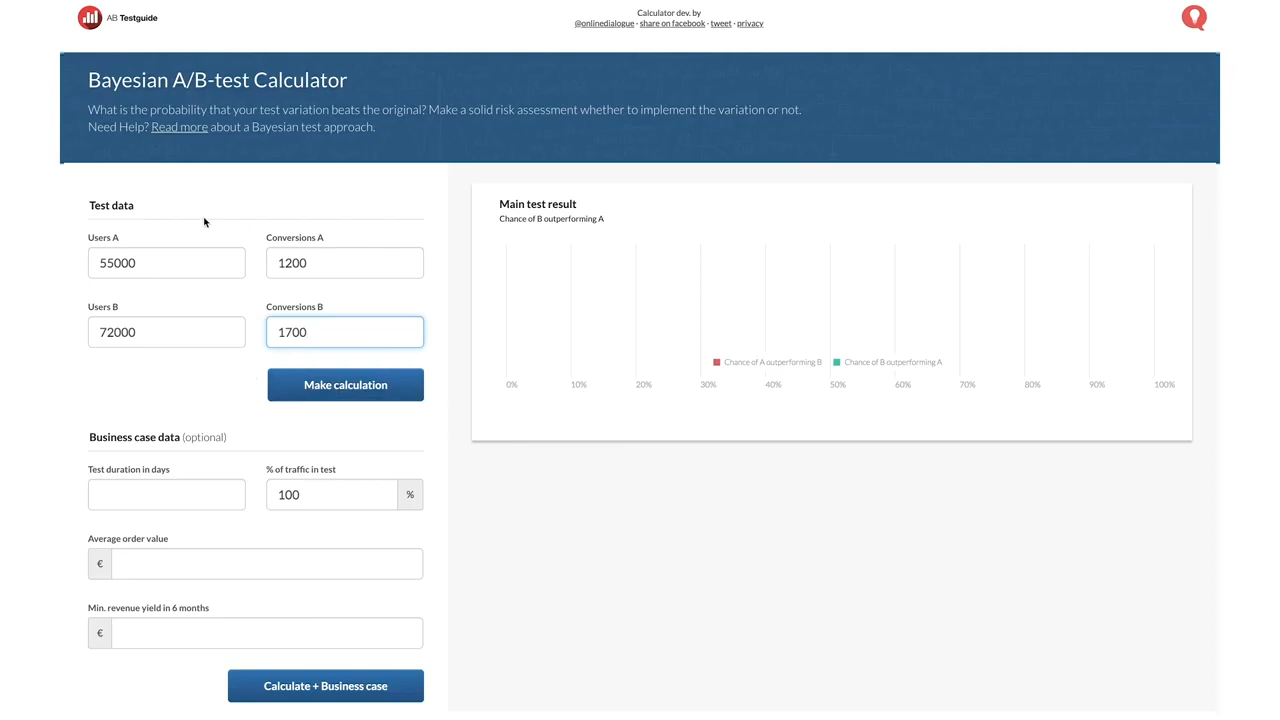 AB Testguide
Calculator dev. by
@onlinedialogue · share on facebook · tweet · privacy
Bayesian A/B-test Calculator
What is the probability that your test variation beats the original? Make a solid risk assessment whether to implement the variation or not.
Need Help? Read more about a Bayesian test approach.
Test data
Users A
Conversions A
55000
1200
Users B
Conversions B
72000
1700
Make calculation
Business case data (optional)
Test duration in days
% of traffic in test
100
%
Average order value
€
Min. revenue yield in 6 months
€
Calculate + Business case
Main test result
Chance of B outperforming A
Chance of A outperforming B
Chance of B outperforming A
0% 10% 20% 30% 40% 50% 60% 70% 80% 90% 100%